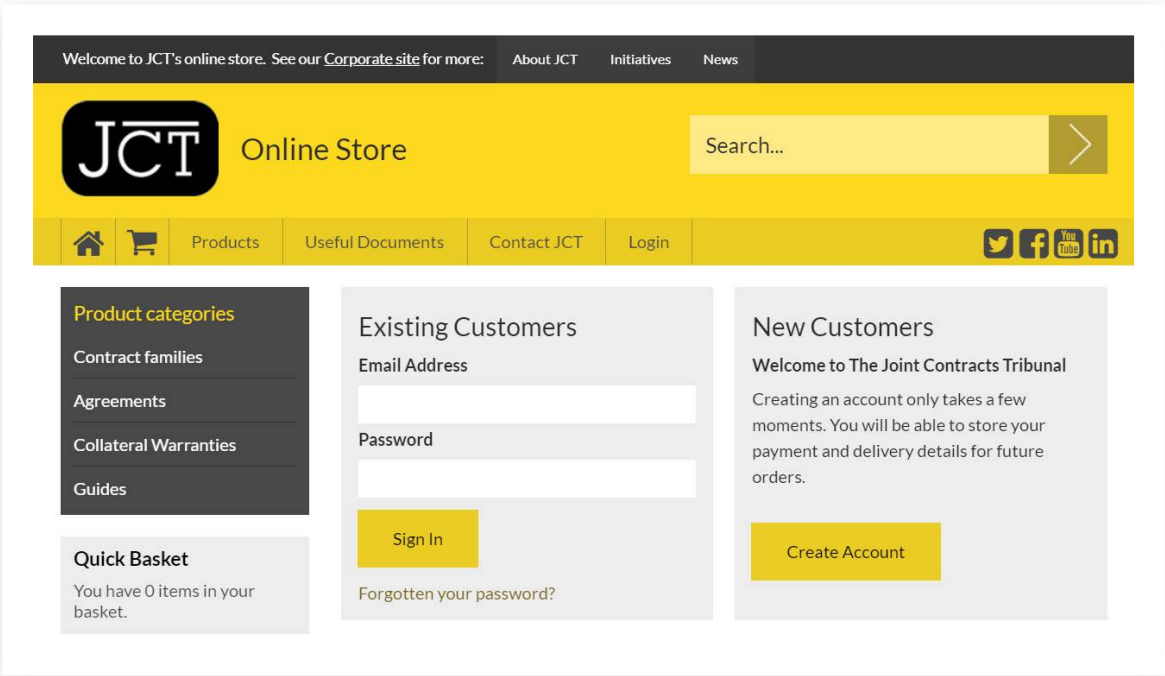 Welcome to JCT's online store. See our Corporate site for more: About JCT Initiatives News
JCT Online Store
Search...
Products Useful Documents Contact JCT Login
You Tube
in
Product categories
Contract families
Agreements
Collateral Warranties
Guides
Quick Basket
You have 0 items in your
basket.
Existing Customers
Email Address
Password
Sign In
Forgotten your password?
New Customers
Welcome to The Joint Contracts Tribunal
Creating an account only takes a few
moments. You will be able to store your
payment and delivery details for future
orders.
Create Account